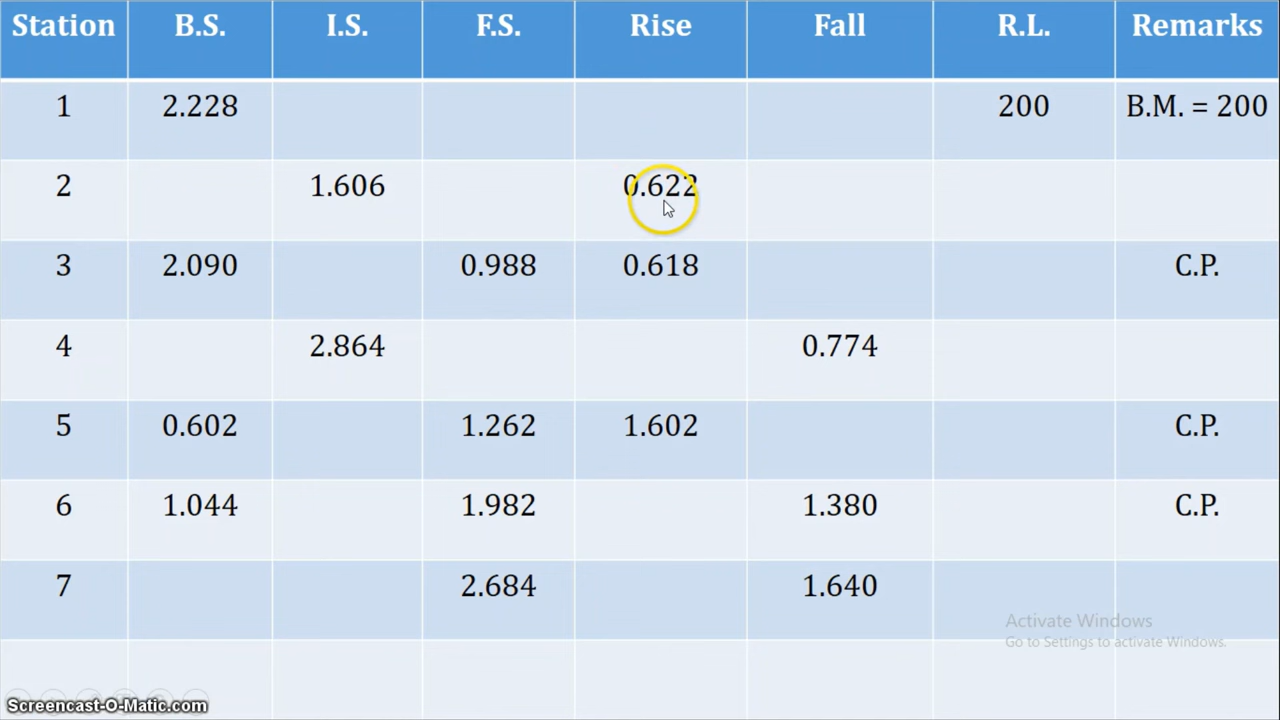 Station B.S. I.S. F.S. Rise Fall R.L. Remarks
1 2.228 200 B.M. = 200
2 1.606 0.622
3 2.090 0.988 0.618 C.P.
4 2.864 0.774
5 0.602 1.262 1.602 C.P.
6 1.044 1.982 1.380 C.P.
7 2.684 1.640
Activate Windows
Go to Settings to activate Windows.
Screencast-O-Matic.com